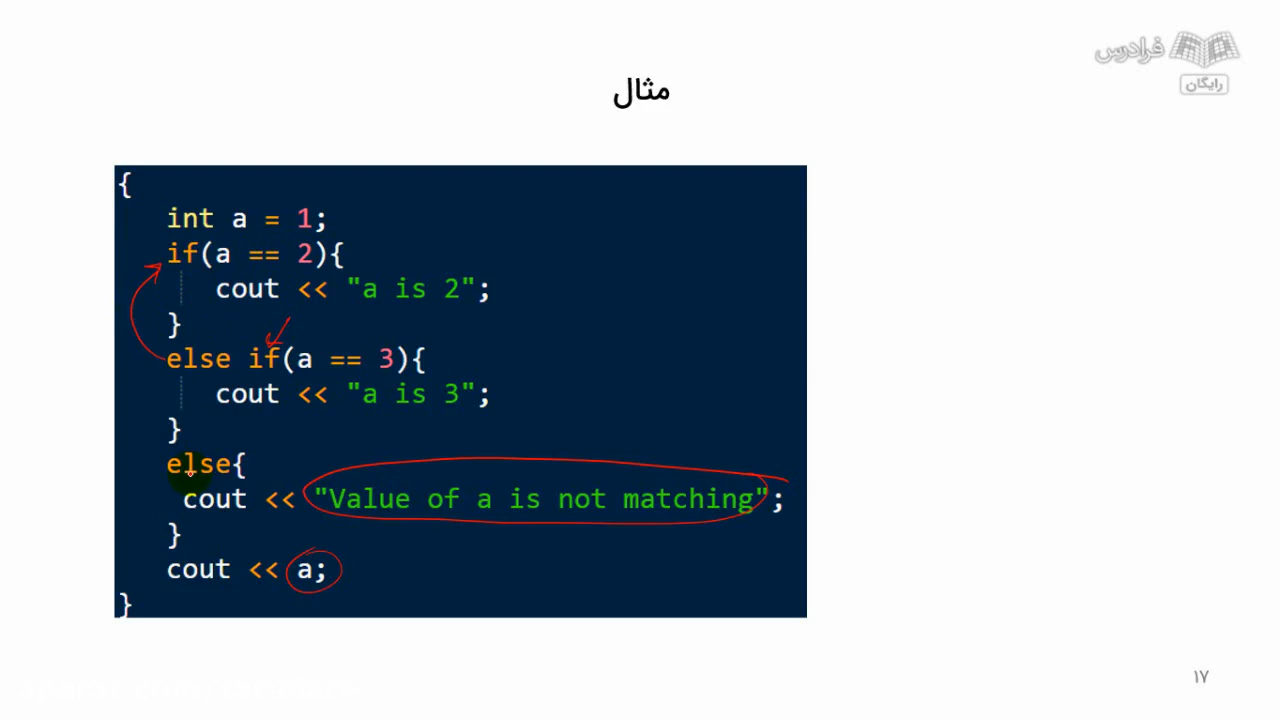 فرادرس
رایگان
مثال
{
int a = 1;
if(a == 2){
cout << "a is 2";
}
else if(a == 3){
cout << "a is 3";
}
else{
cout << "Value of a is not matching";
}
cout << a;
}
۱۷